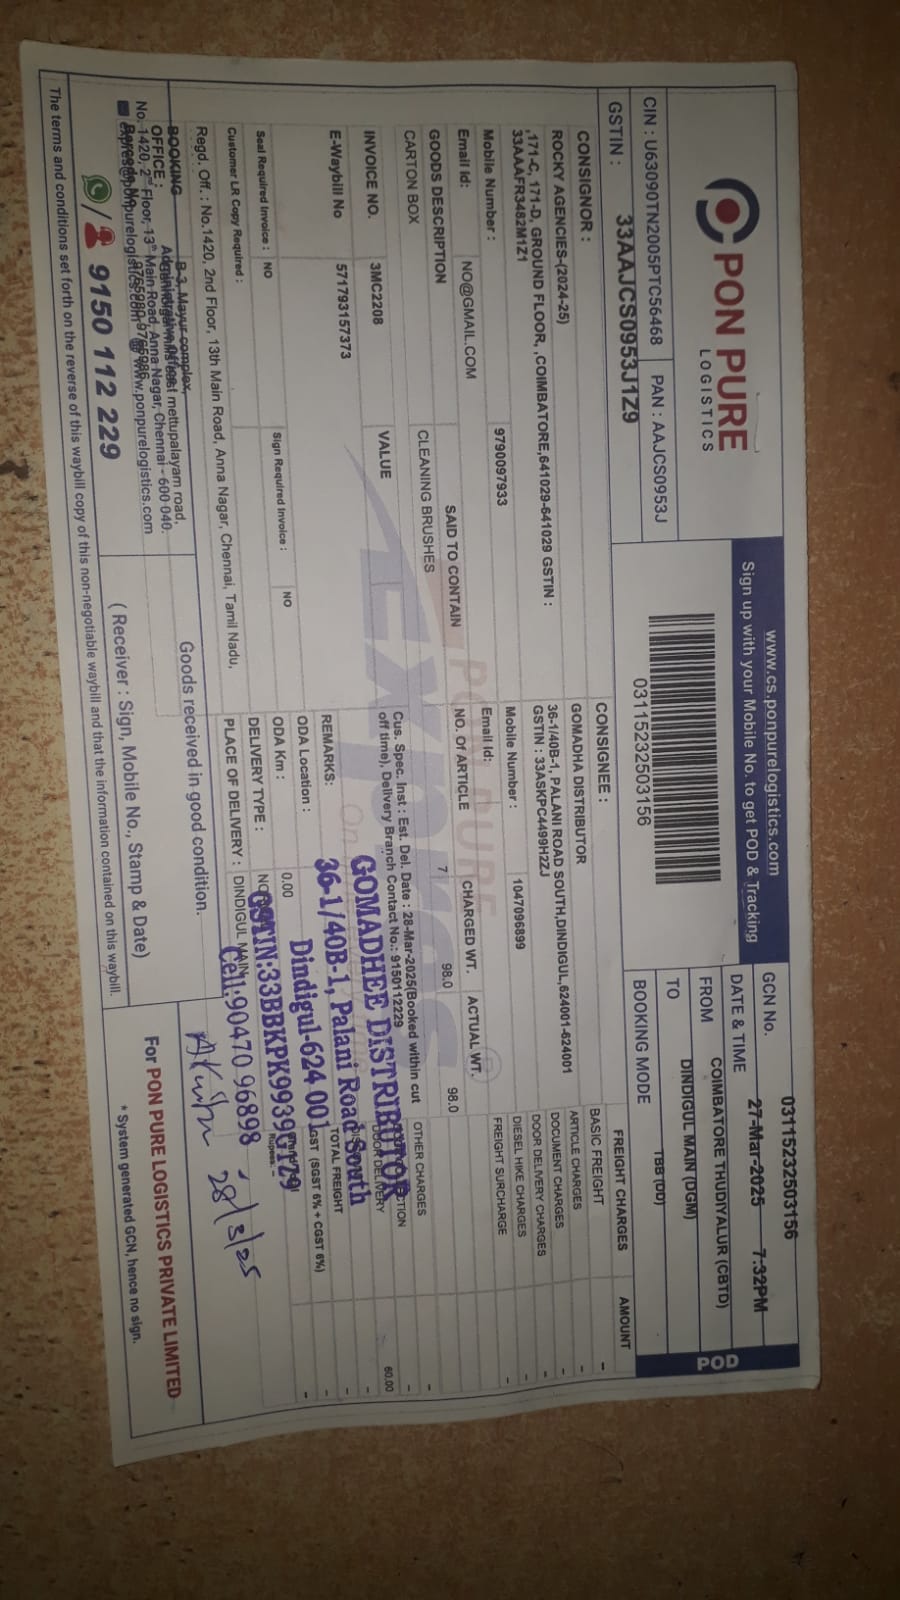 PON PURE
LOGISTICS
www.cs.ponpurelogistics.com
Sign up with your Mobile No. to get POD & Tracking
03115232503156
CIN : U63090TN2005PTC56468
PAN : AAJCS0953J
GSTIN : 33AAJCS0953J1Z9
GCN No. 03115232503156
DATE & TIME 27-Mar-2025 7:32PM
FROM COIMBATORE THUDIYALUR (CBTD)
TO DINDIGUL MAIN (DGM)
BOOKING MODE TBB (DD)
POD
CONSIGNOR :
ROCKY AGENCIES-(2024-25)
,171-C, 171-D, GROUND FLOOR, ,COIMBATORE,641029-641029 GSTIN :
33AAAFR3482M1Z1
Mobile Number : 9790097933
Email Id: NO@GMAIL.COM
CONSIGNEE :
GOMADHA DISTRIBUTOR
36-1/40B-1, PALANI ROAD SOUTH,DINDIGUL,624001-624001
GSTIN : 33ASKPC4499H2ZJ
Mobile Number : 1047096899
Email Id:
GOODS DESCRIPTION SAID TO CONTAIN
CARTON BOX CLEANING BRUSHES
NO. Of ARTICLE CHARGED WT. ACTUAL WT.
7 98.0 98.0
INVOICE NO. 3MC2208 VALUE
E-Waybill No 571793157373
Seal Required Invoice : NO
Sign Required Invoice : NO
Customer LR Copy Required :
Cus. Spec. Inst : Est. Del. Date : 28-Mar-2025(Booked within cut
off time), Delivery Branch Contact No.: 9150112229
REMARKS:
ODA Location :
ODA Km : 0.00
DELIVERY TYPE :
PLACE OF DELIVERY : DINDIGUL MAIN
FREIGHT CHARGES AMOUNT
BASIC FREIGHT -
ARTICLE CHARGES -
DOCUMENT CHARGES -
DOOR DELIVERY CHARGES -
DIESEL HIKE CHARGES -
FREIGHT SURCHARGE -
OTHER CHARGES -
60.00
DOOR DELIVERY -
TOTAL FREIGHT -
GST (SGST 6% + CGST 6%) -
GOMADHEE DISTRIBUTOR
36-1/40B-1, Palani Road South
Dindigul-624 001
GSTIN:33BBKPK9939G1Z9
Cell:90470 96898
28/3/25
Regd. Off. : No.1420, 2nd Floor, 13th Main Road, Anna Nagar, Chennai, Tamil Nadu,
BOOKING
OFFICE :
B-3, Mayur complex,
mettupalayam road,
Administrative Office :
No. 1420, 2nd Floor, 13th Main Road, Anna Nagar, Chennai - 600 040.
expres@ponpurelogistics.com www.ponpurelogistics.com
9150 112 229
Goods received in good condition.
( Receiver : Sign, Mobile No., Stamp & Date)
For PON PURE LOGISTICS PRIVATE LIMITED
* System generated GCN, hence no sign.
The terms and conditions set forth on the reverse of this waybill copy of this non-negotiable waybill and that the information contained on this waybill.